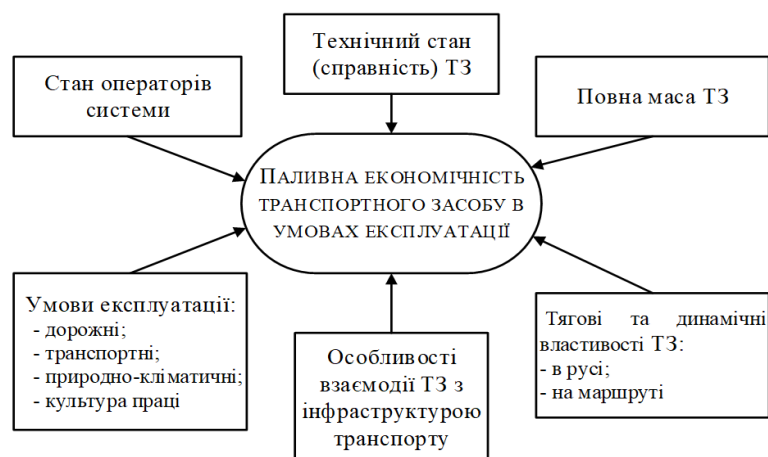 Технічний стан
(справність) ТЗ
Стан операторів
системи
Повна маса ТЗ
ПАЛИВНА ЕКОНОМІЧНІСТЬ
ТРАНСПОРТНОГО ЗАСОБУ В
УМОВАХ ЕКСПЛУАТАЦІЇ
Умови експлуатації:
- дорожні;
- транспортні;
- природно-кліматичні;
- культура праці
Особливості
взаємодії ТЗ з
інфраструктурою
транспорту
Тягові та динамічні
властивості ТЗ:
- в русі;
- на маршруті